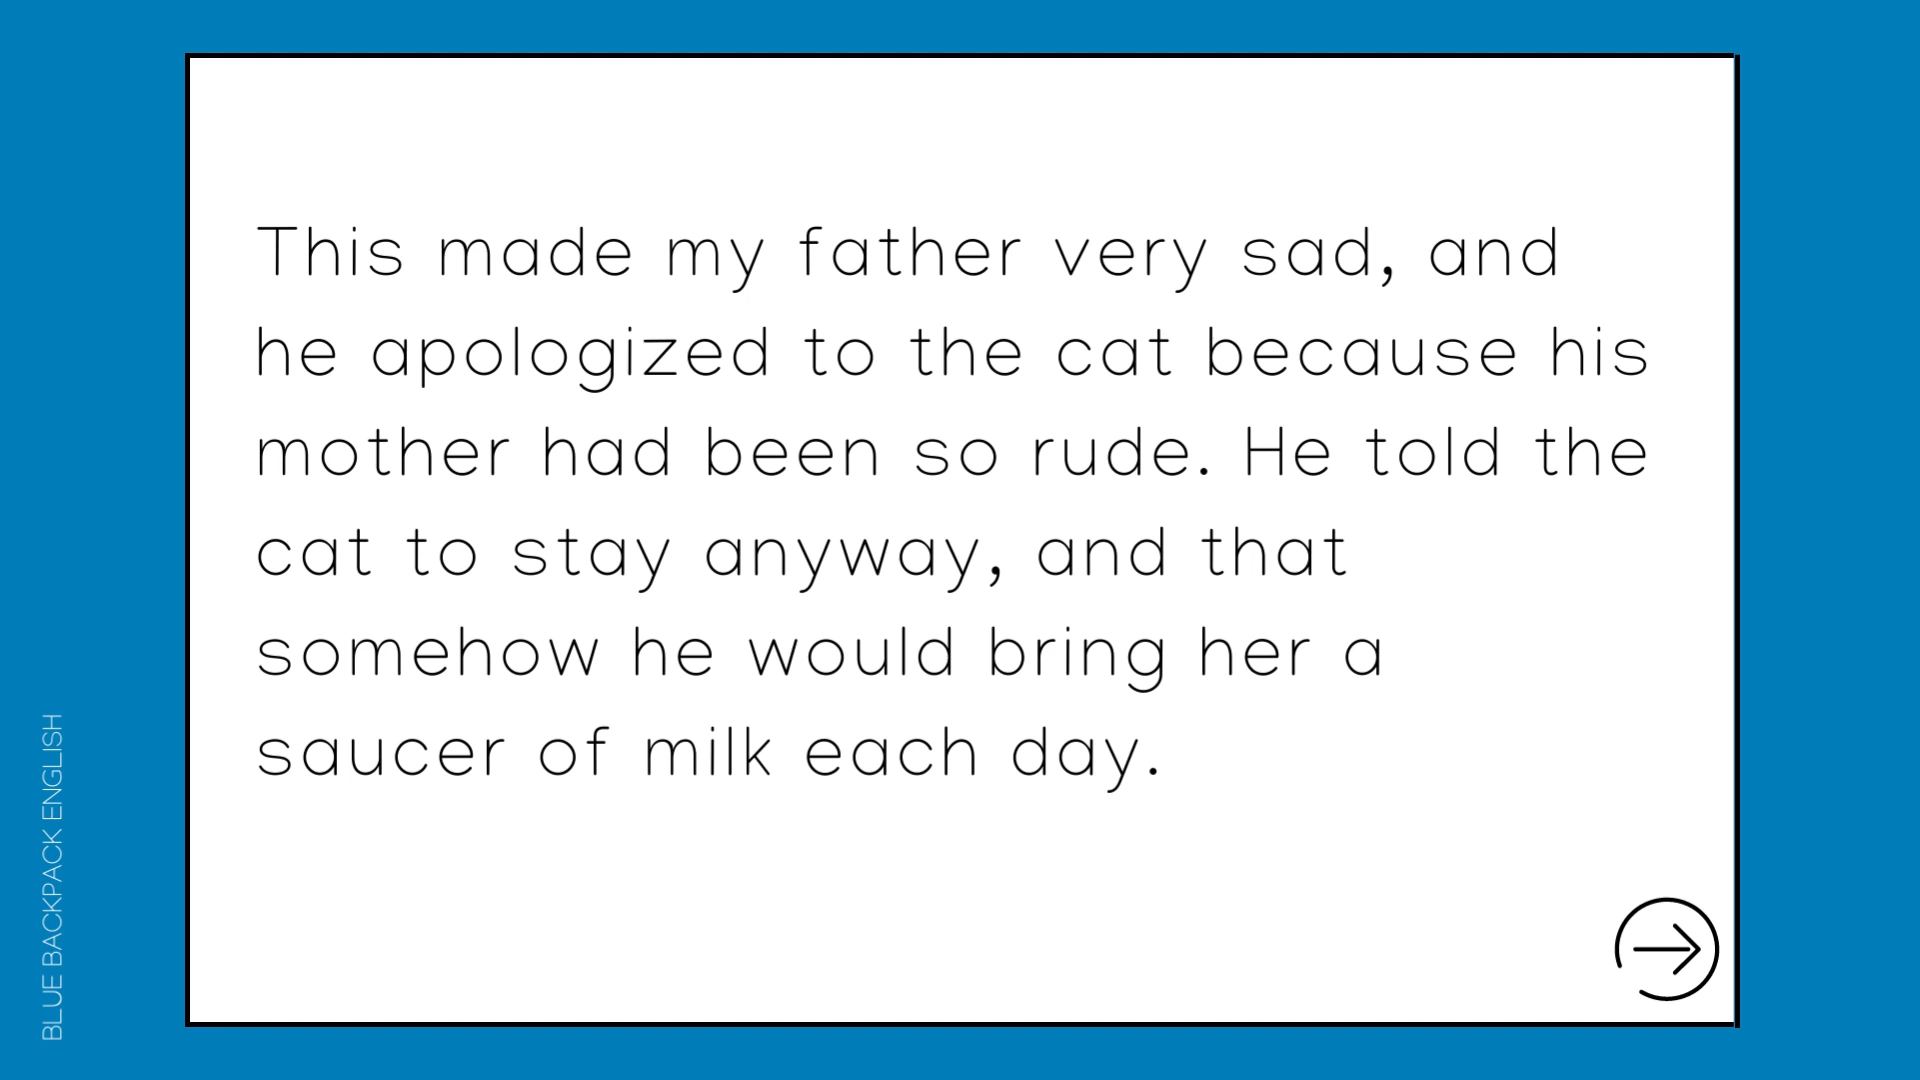 This made my father very sad, and
he apologized to the cat because his
mother had been so rude. He told the
cat to stay anyway, and that
somehow he would bring her a
saucer of milk each day.
BLUE BACKPACK ENGLISH